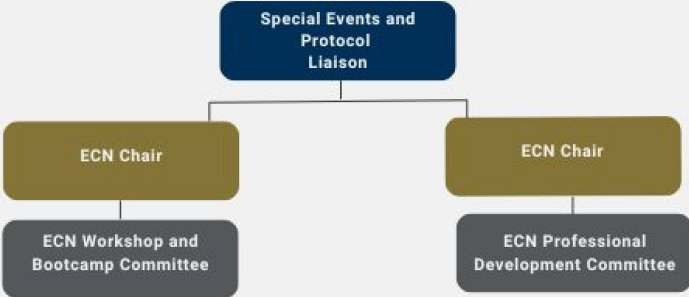 Special Events and
Protocol
Liaison
ECN Chair
ECN Chair
ECN Workshop and
Bootcamp Committee
ECN Professional
Development Committee